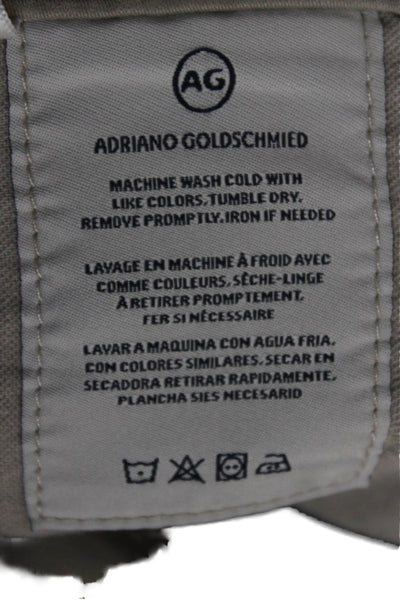 AG
ADRIANO GOLDSCHMIED
MACHINE WASH COLD WITH
LIKE COLORS, TUMBLE DRY.
REMOVE PROMPTLY, IRON IF NEEDED
LAVAGE EN MACHINE À FROID AVEC
COMME COULEURS, SÈCHE-LINGE
À RETIRER PROMPTEMENT,
FER SI NÉCESSAIRE
LAVAR A MAQUINA CON AGUA FRIA,
CON COLORES SIMILARES, SECAR EN
SECADORA RETIRAR RAPIDAMENTE,
PLANCHA SIES NECESARID